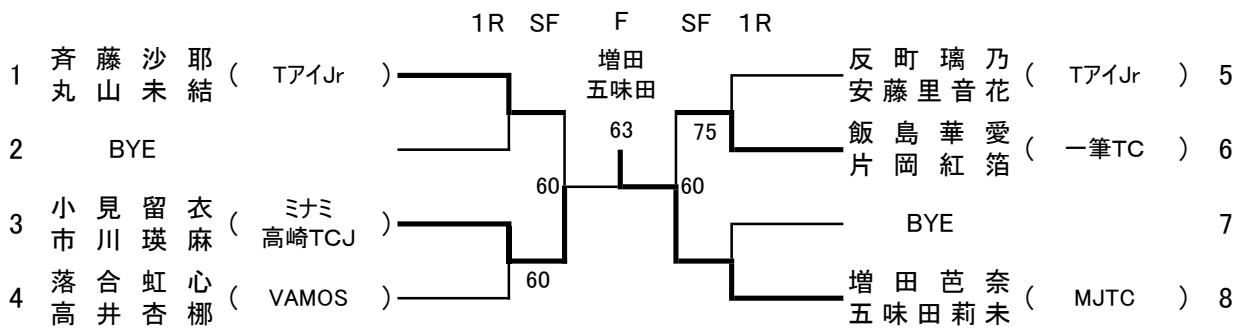 1R SF F SF 1R
増田
五味田
1 斉藤沙耶 丸山未結 ( TアイJr )
2 BYE
3 小見留衣 市川瑛麻 ( ミナミ 高崎TCJ )
4 落合虹心 高井杏梛 ( VAMOS )
60
60
63
75
60
反町璃乃 安藤里音花 ( TアイJr ) 5
飯島華愛 片岡紅箔 ( 一筆TC ) 6
BYE 7
増田芭奈 五味田莉未 ( MJTC ) 8